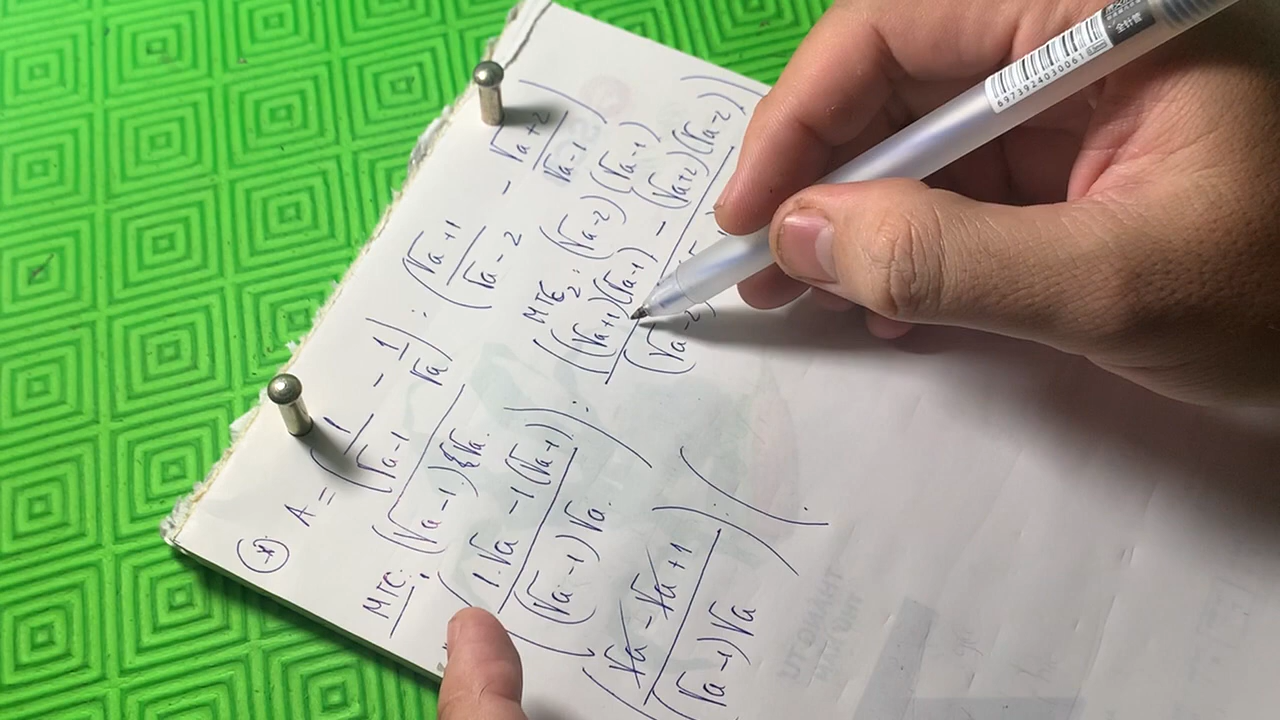 * A = (1/(√a-1) - 1/√a) : ((√a+1)/(√a-2) - (√a+2)/(√a-1))
MTC: (√a-1)√a. MTC2: (√a-2)(√a-1)
((1.√a - 1(√a-1))/((√a-1)√a.)) : (((√a+1)(√a-1) - (√a+2)(√a-2))/((√a-2)
((√a - √a + 1)/((√a-1)√a)) : (
6973924030061